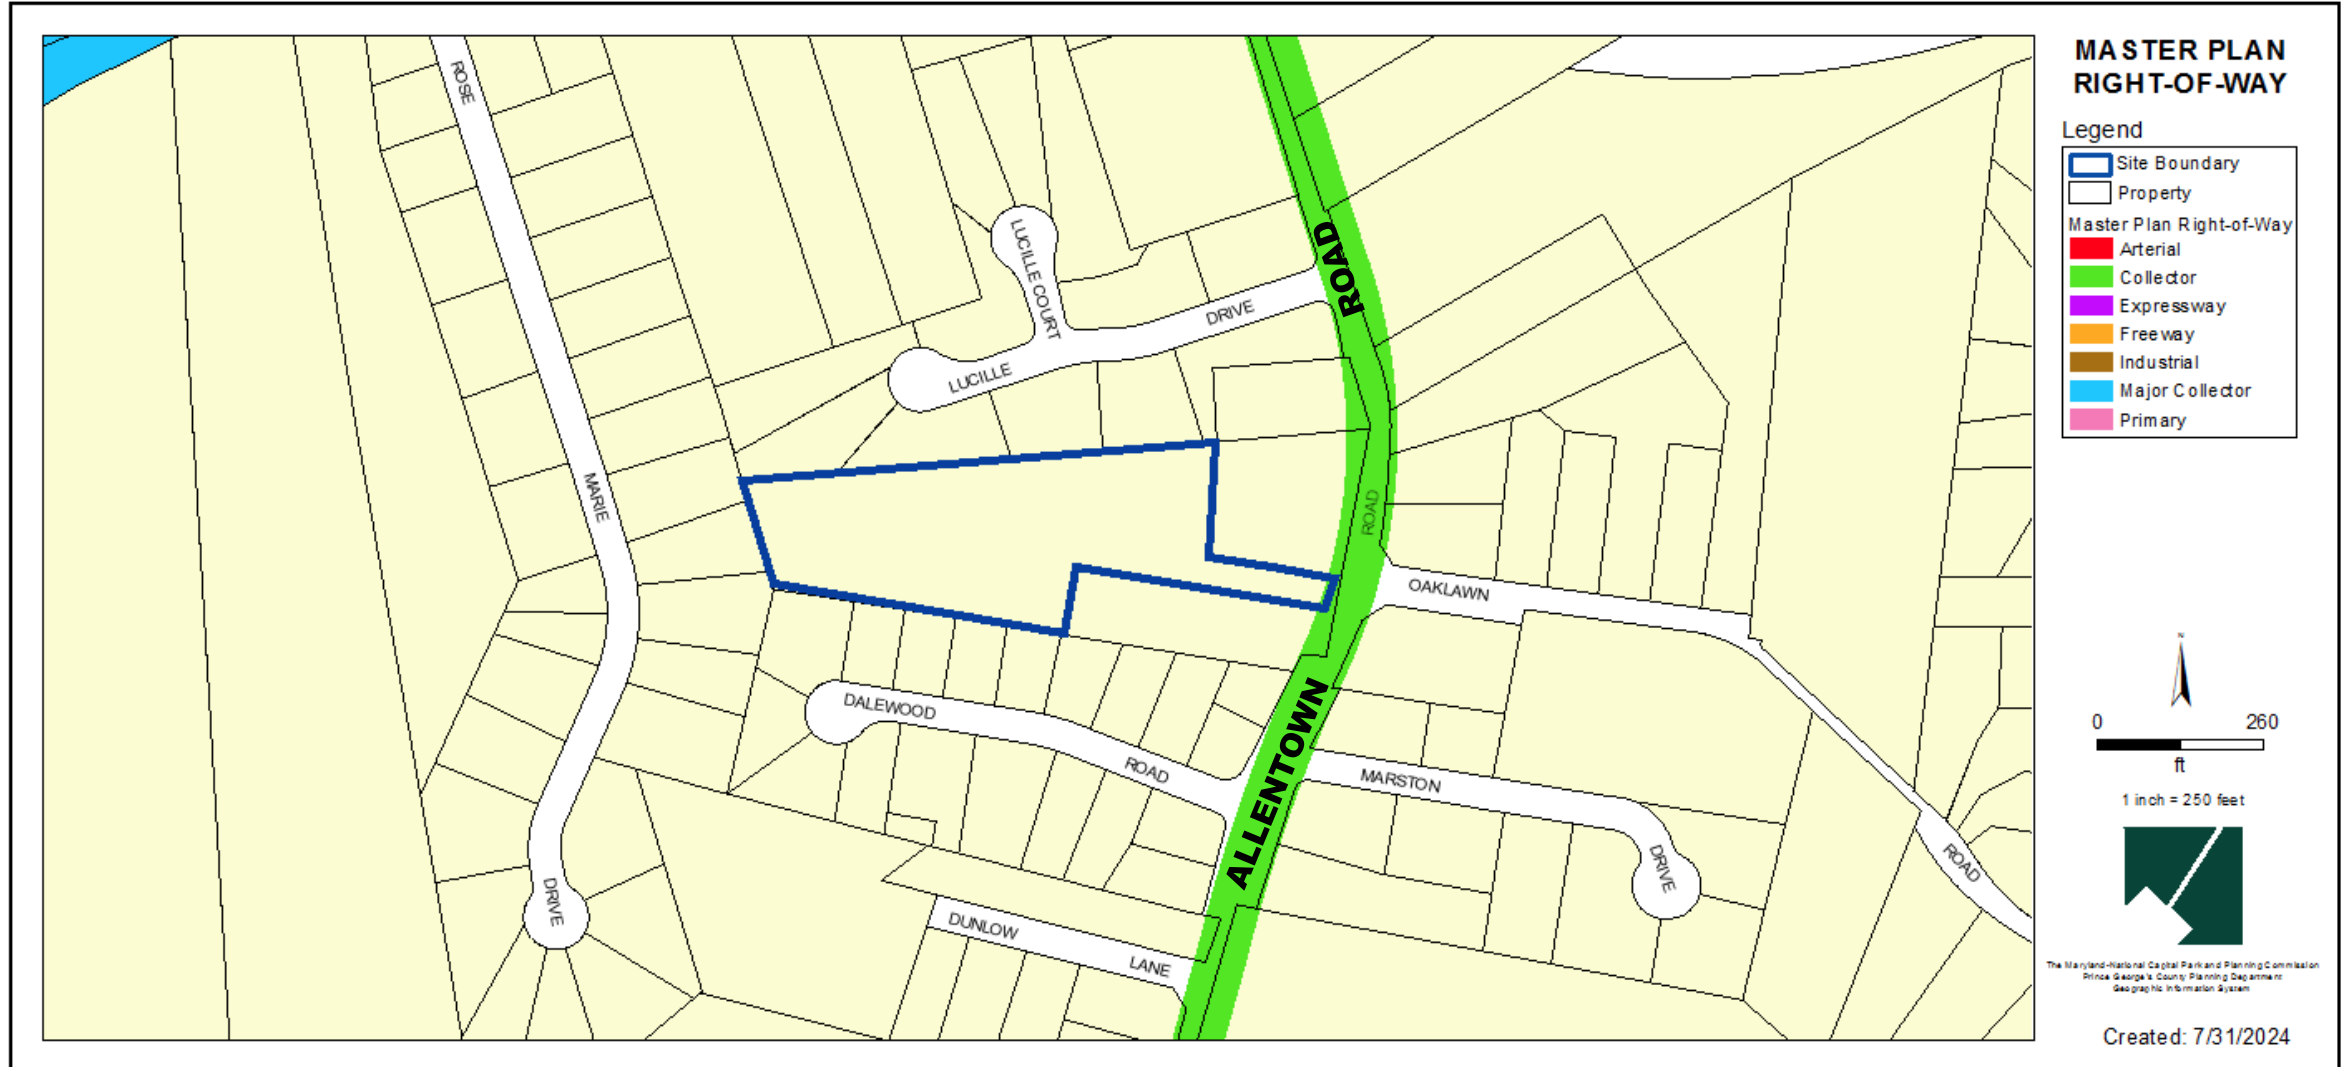 MASTER PLAN
RIGHT-OF-WAY
Legend
Site Boundary
Property
Master Plan Right-of-Way
Arterial
Collector
Expressway
Freeway
Industrial
Major Collector
Primary
ROSE
MARIE
DRIVE
LUCILLE COURT
LUCILLE
DRIVE
ROAD
ROAD
ALLENTOWN
OAKLAWN
ROAD
DALEWOOD
ROAD
MARSTON
DRIVE
DUNLOW
LANE
N
0 260
ft
1 inch = 250 feet
The Maryland-National Capital Park and Planning Commission
Prince George's County Planning Department
Geographic Information System
Created: 7/31/2024